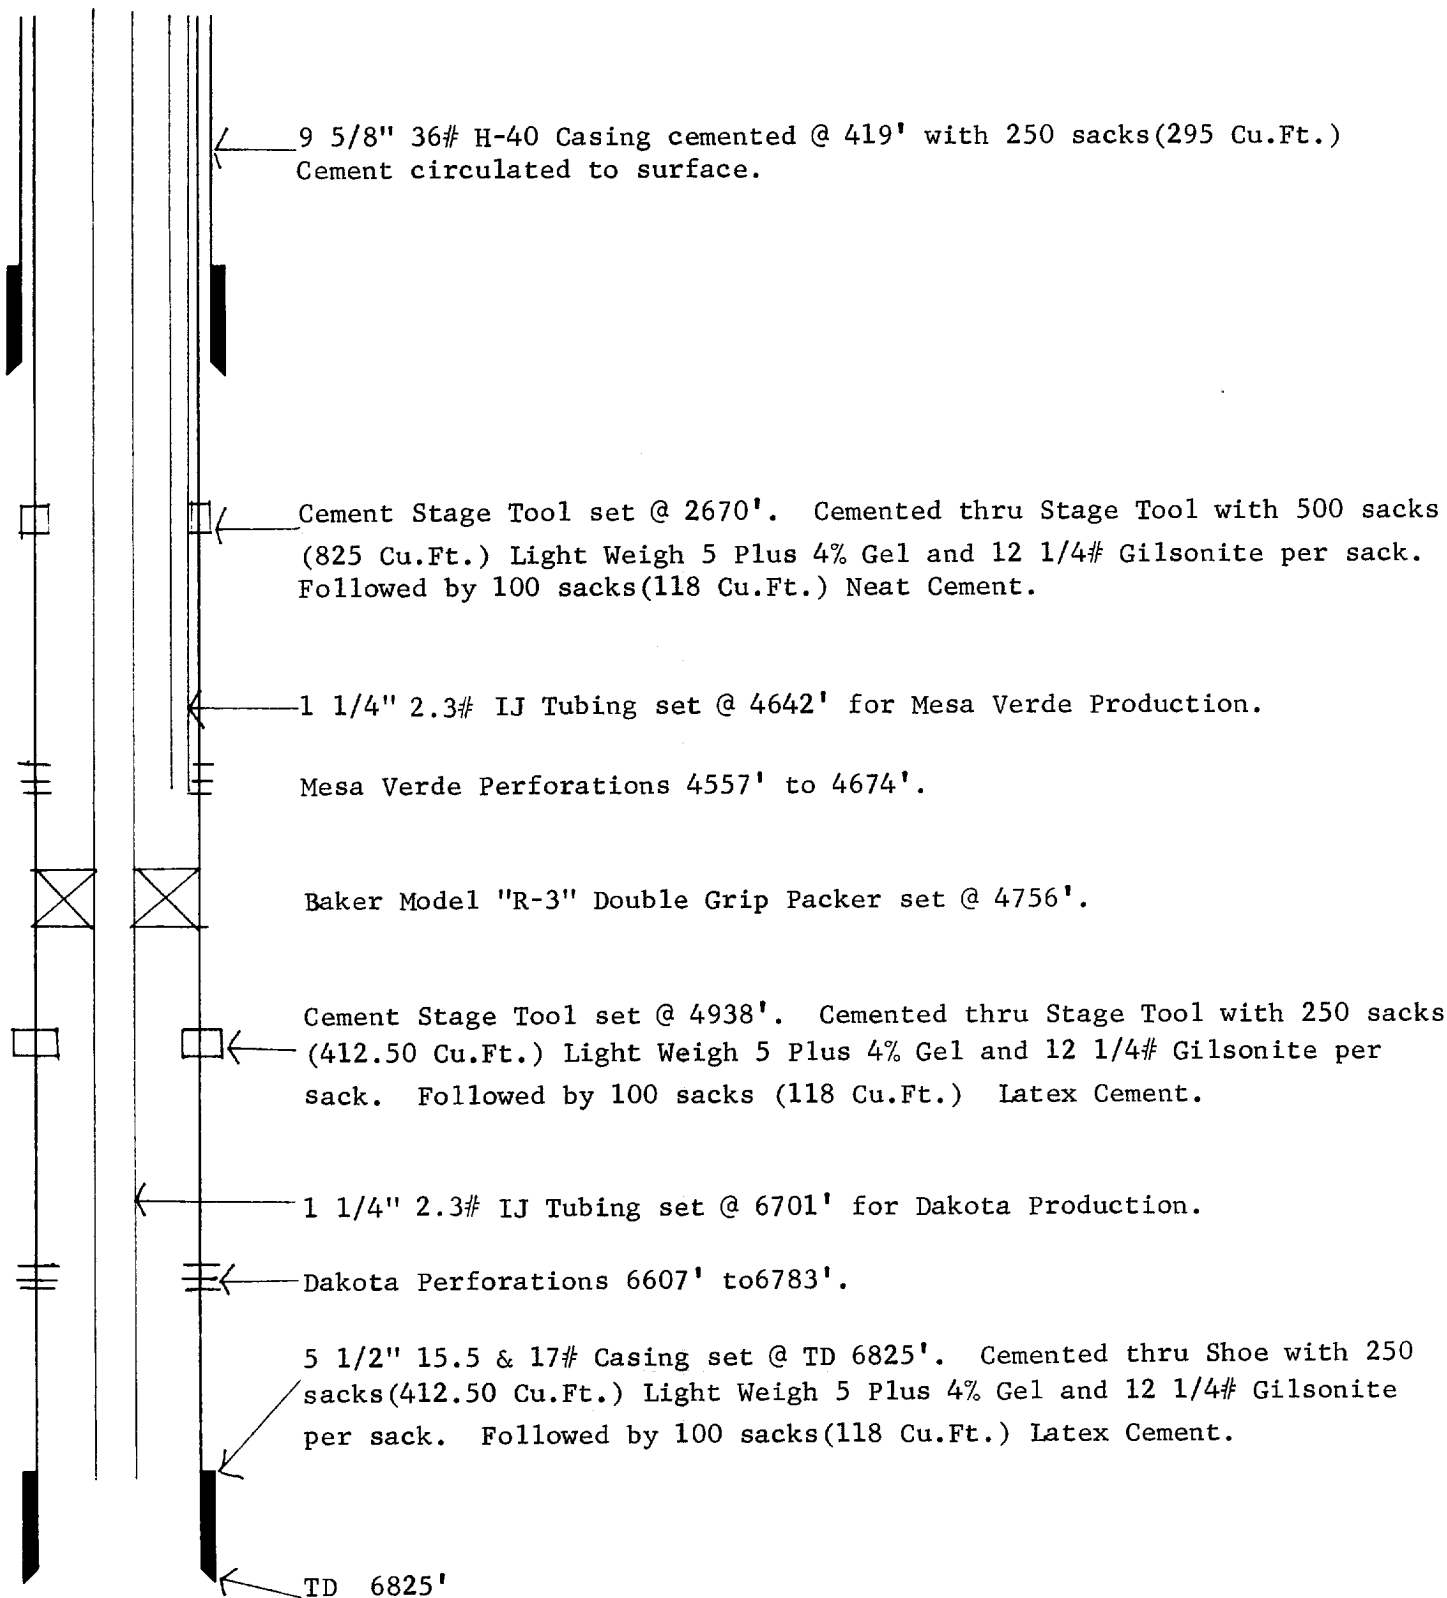 9 5/8" 36# H-40 Casing cemented @ 419' with 250 sacks(295 Cu.Ft.)
Cement circulated to surface.
Cement Stage Tool set @ 2670'. Cemented thru Stage Tool with 500 sacks
(825 Cu.Ft.) Light Weigh 5 Plus 4% Gel and 12 1/4# Gilsonite per sack.
Followed by 100 sacks(118 Cu.Ft.) Neat Cement.
1 1/4" 2.3# IJ Tubing set @ 4642' for Mesa Verde Production.
Mesa Verde Perforations 4557' to 4674'.
Baker Model "R-3" Double Grip Packer set @ 4756'.
Cement Stage Tool set @ 4938'. Cemented thru Stage Tool with 250 sacks
(412.50 Cu.Ft.) Light Weigh 5 Plus 4% Gel and 12 1/4# Gilsonite per
sack. Followed by 100 sacks (118 Cu.Ft.) Latex Cement.
1 1/4" 2.3# IJ Tubing set @ 6701' for Dakota Production.
Dakota Perforations 6607' to6783'.
5 1/2" 15.5 & 17# Casing set @ TD 6825'. Cemented thru Shoe with 250
sacks(412.50 Cu.Ft.) Light Weigh 5 Plus 4% Gel and 12 1/4# Gilsonite
per sack. Followed by 100 sacks(118 Cu.Ft.) Latex Cement.
TD 6825'